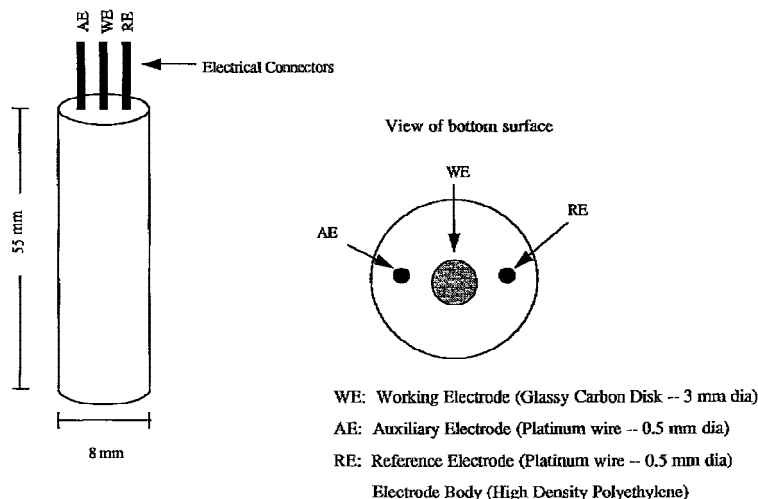 AE WE RE
Electrical Connectors
55 mm
8 mm
View of bottom surface
WE
AE
RE
WE: Working Electrode (Glassy Carbon Disk -- 3 mm dia)
AE: Auxiliary Electrode (Platinum wire -- 0.5 mm dia)
RE: Reference Electrode (Platinum wire -- 0.5 mm dia)
Electrode Body (High Density Polyethylene)